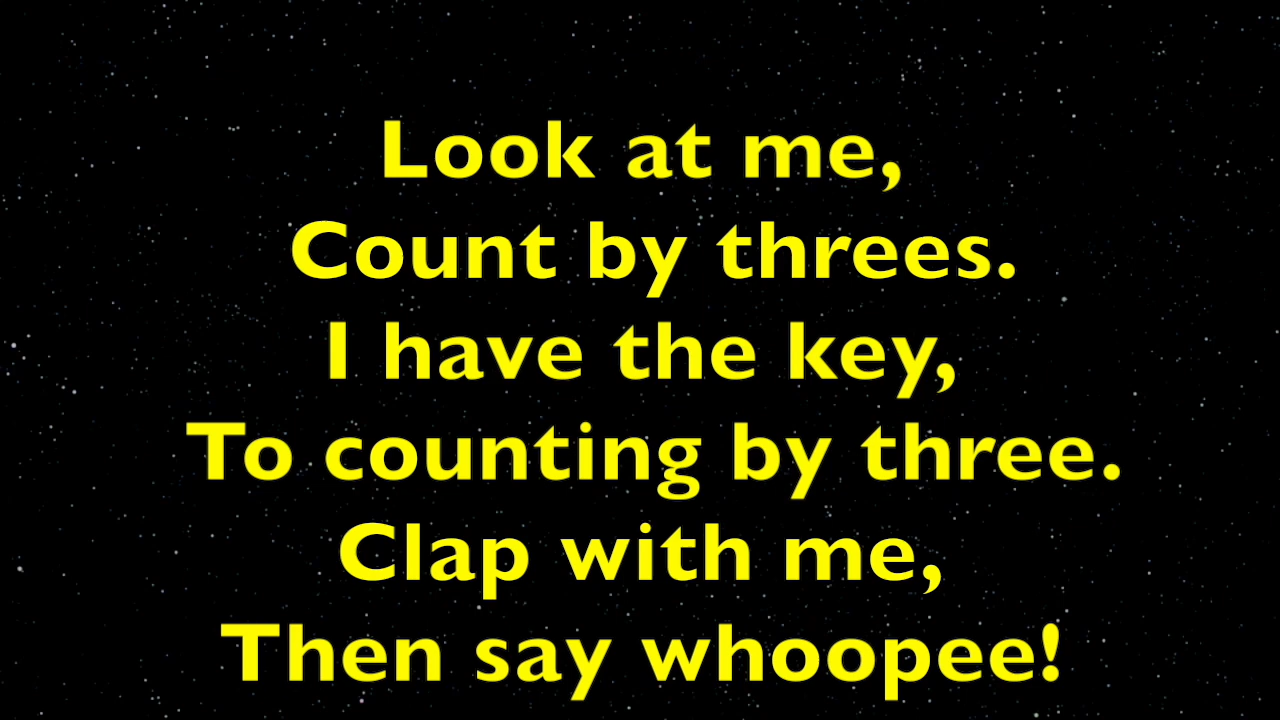 Look at me,
Count by threes.
I have the key,
To counting by three.
Clap with me,
Then say whoopee!